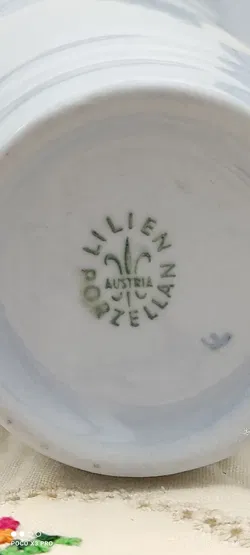 LILIEN
AUSTRIA
PORZELLAN
POCO X3 PRO